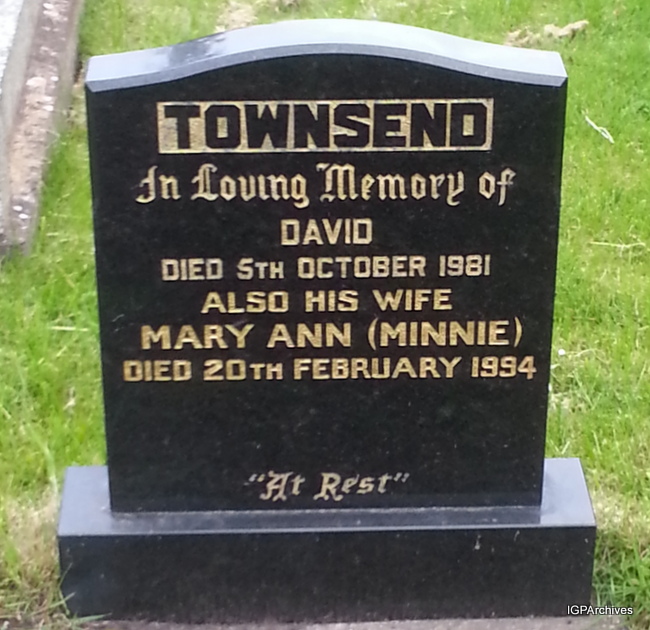 TOWNSEND
In Loving Memory of
DAVID
DIED 5TH OCTOBER 1981
ALSO HIS WIFE
MARY ANN (MINNIE)
DIED 20TH FEBRUARY 1994
"At Rest"
IGPArchives